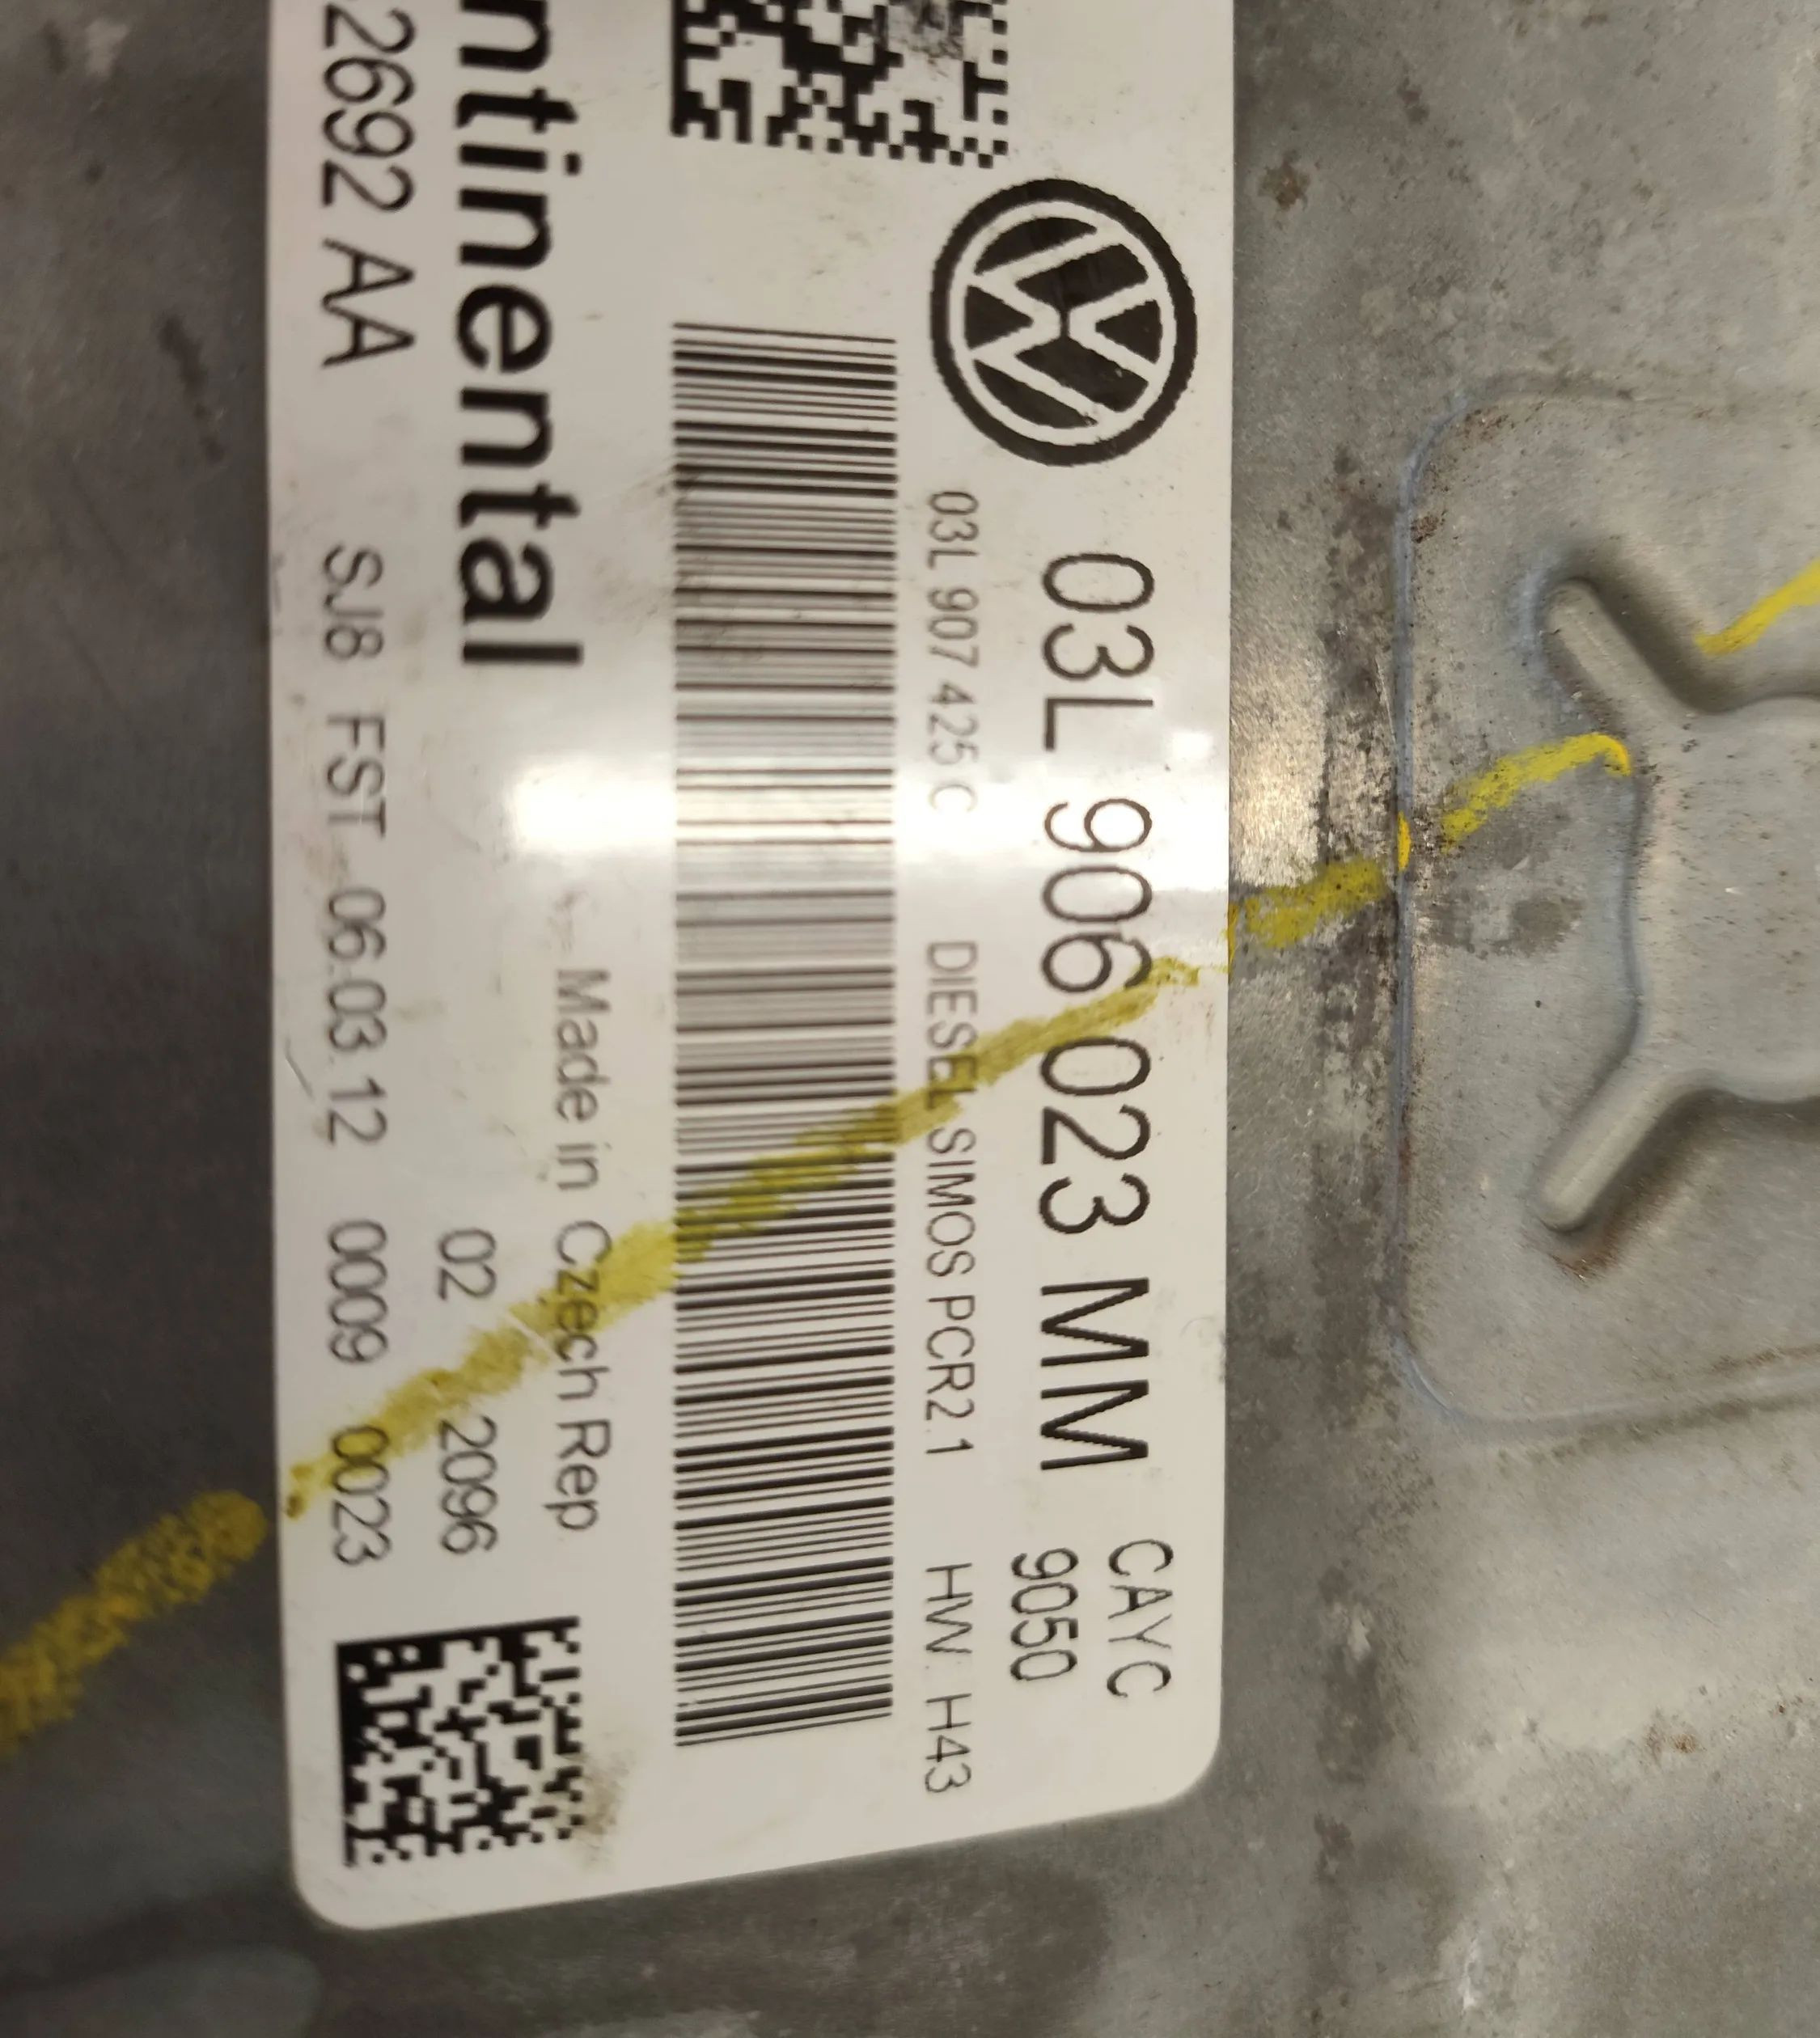 03L 906 023 MM
CAYC
9050
03L 907 425 C DIESEL SIMOS PCR2.1 HW: H43
Made in Czech Rep
ntinental
02 2096
2692 AA SJ8 FST 06.03.12 0009 0023